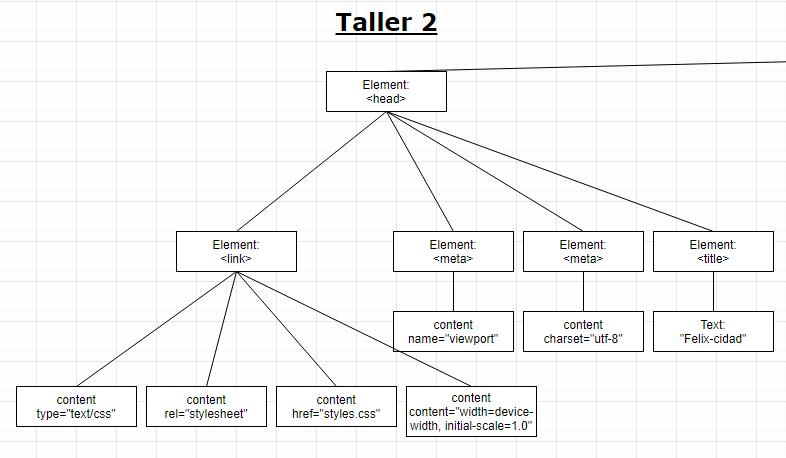 Taller 2
Element:
<head>
Element:
<link>
Element:
<meta>
Element:
<meta>
Element:
<title>
content
name="viewport"
content
charset="utf-8"
Text:
"Felix-cidad"
content
type="text/css"
content
rel="stylesheet"
content
href="styles.css"
content
content="width=device-
width, initial-scale=1.0"